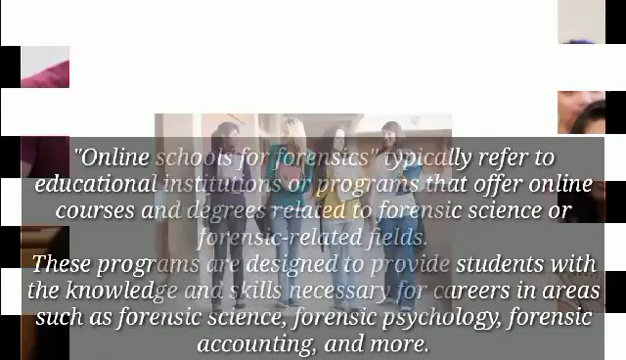 "Online schools for forensics" typically refer to
educational institutions or programs that offer online
courses and degrees related to forensic science or
forensic-related fields.
These programs are designed to provide students with
the knowledge and skills necessary for careers in areas
such as forensic science, forensic psychology, forensic
accounting, and more.